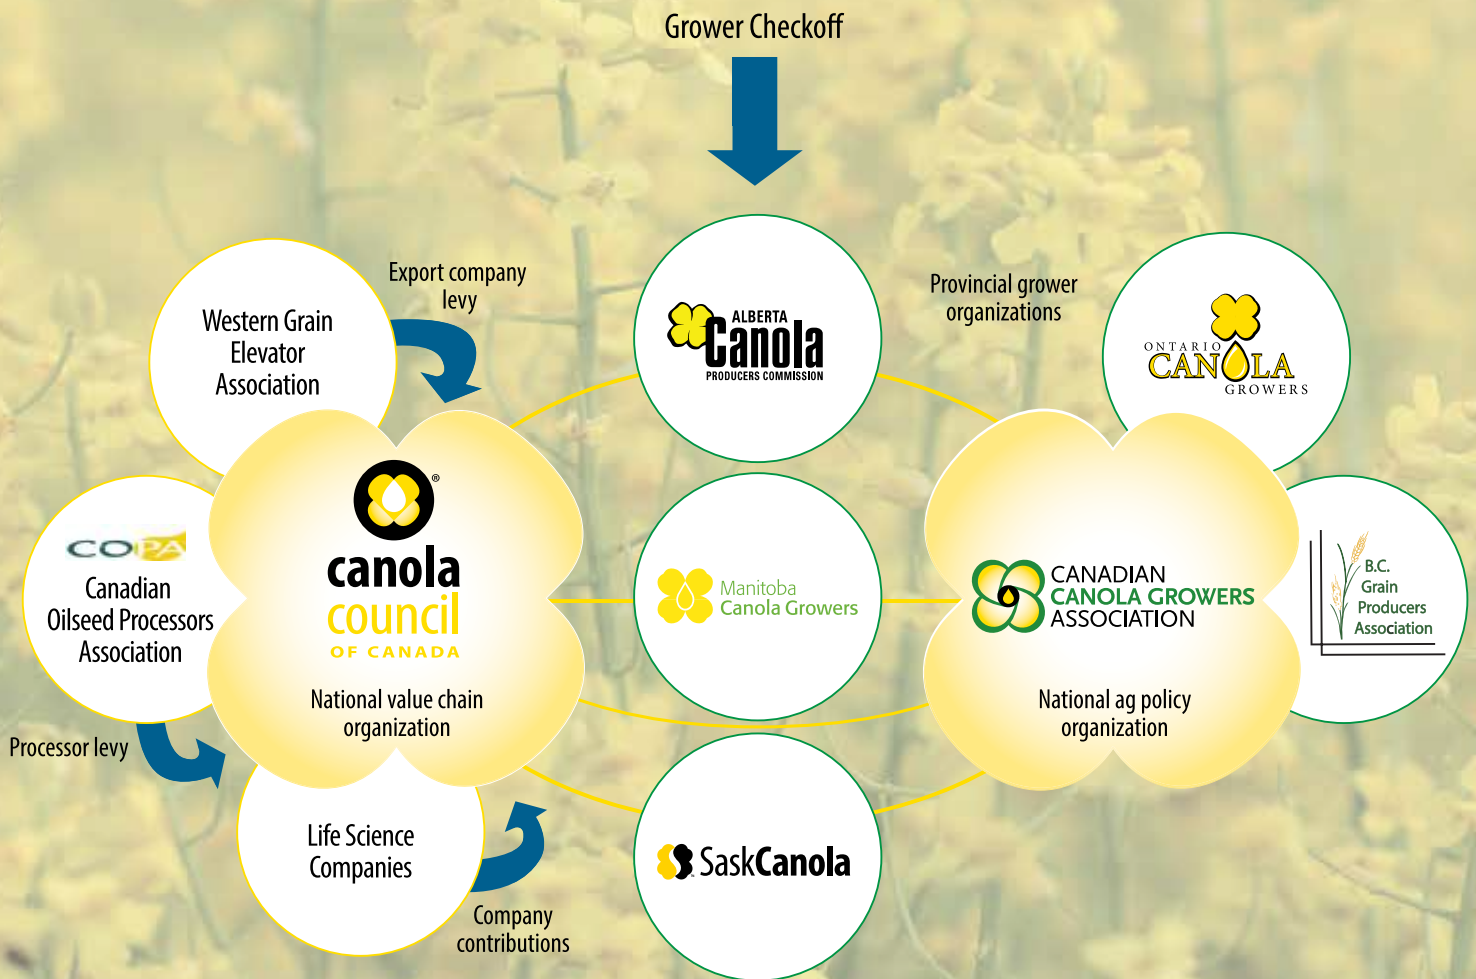 Grower Checkoff
Export company
levy
Western Grain
Elevator
Association
ALBERTA
Canola
PRODUCERS COMMISSION
Provincial grower
organizations
ONTARIO
CANOLA
GROWERS
COPA
Canadian
Oilseed Processors
Association
®
canola
council
OF CANADA
National value chain
organization
Manitoba
Canola Growers
CANADIAN
CANOLA GROWERS
ASSOCIATION
National ag policy
organization
B.C.
Grain
Producers
Association
Processor levy
Life Science
Companies
Company
contributions
SaskCanola